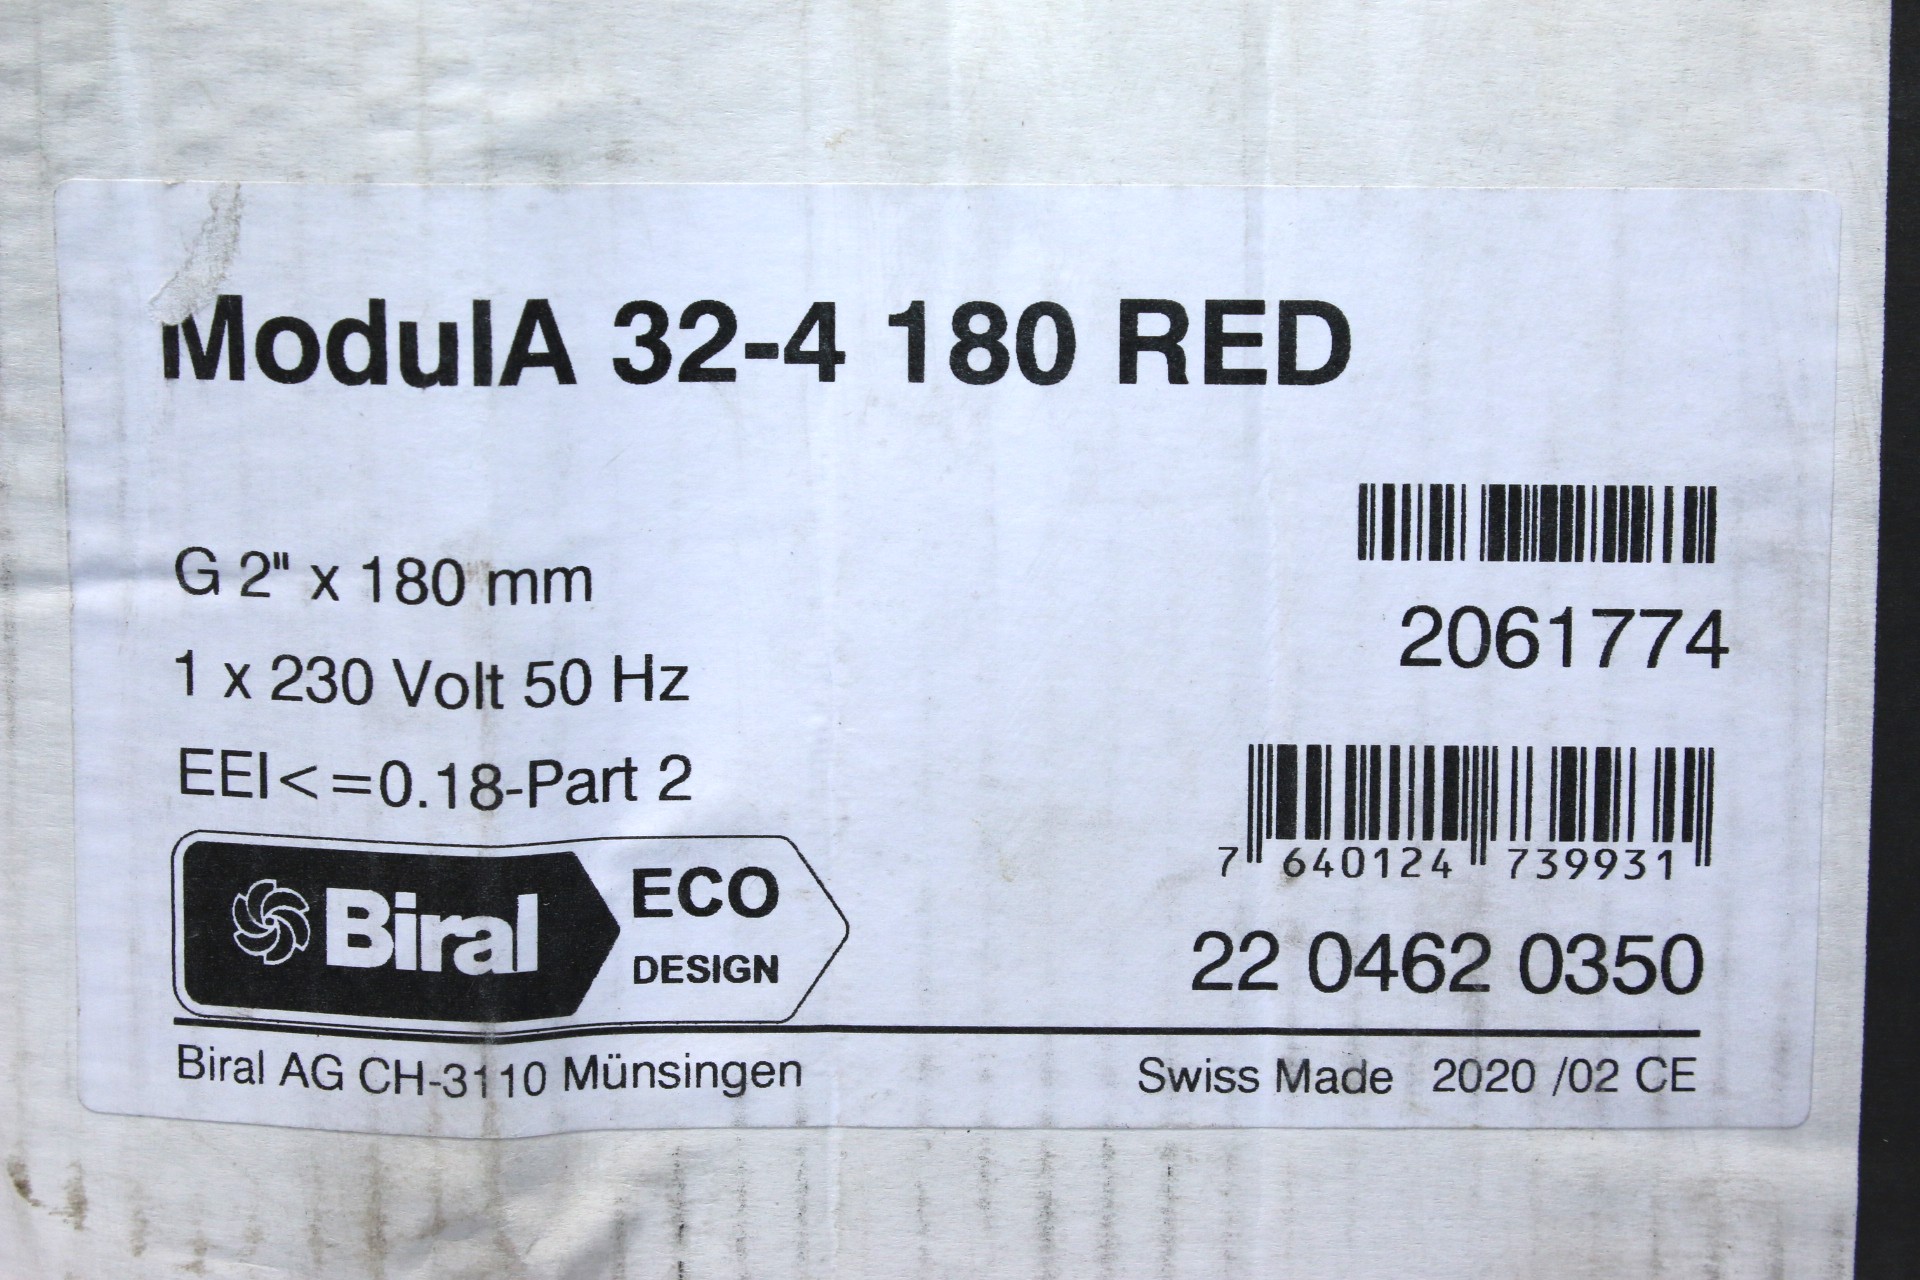 ModulA 32-4 180 RED
G 2" x 180 mm
1 x 230 Volt 50 Hz
EEI<=0.18-Part 2
2061774
7 640124 739931
22 0462 0350
Biral ECO
DESIGN
Biral AG CH-3110 Münsingen
Swiss Made 2020 /02 CE